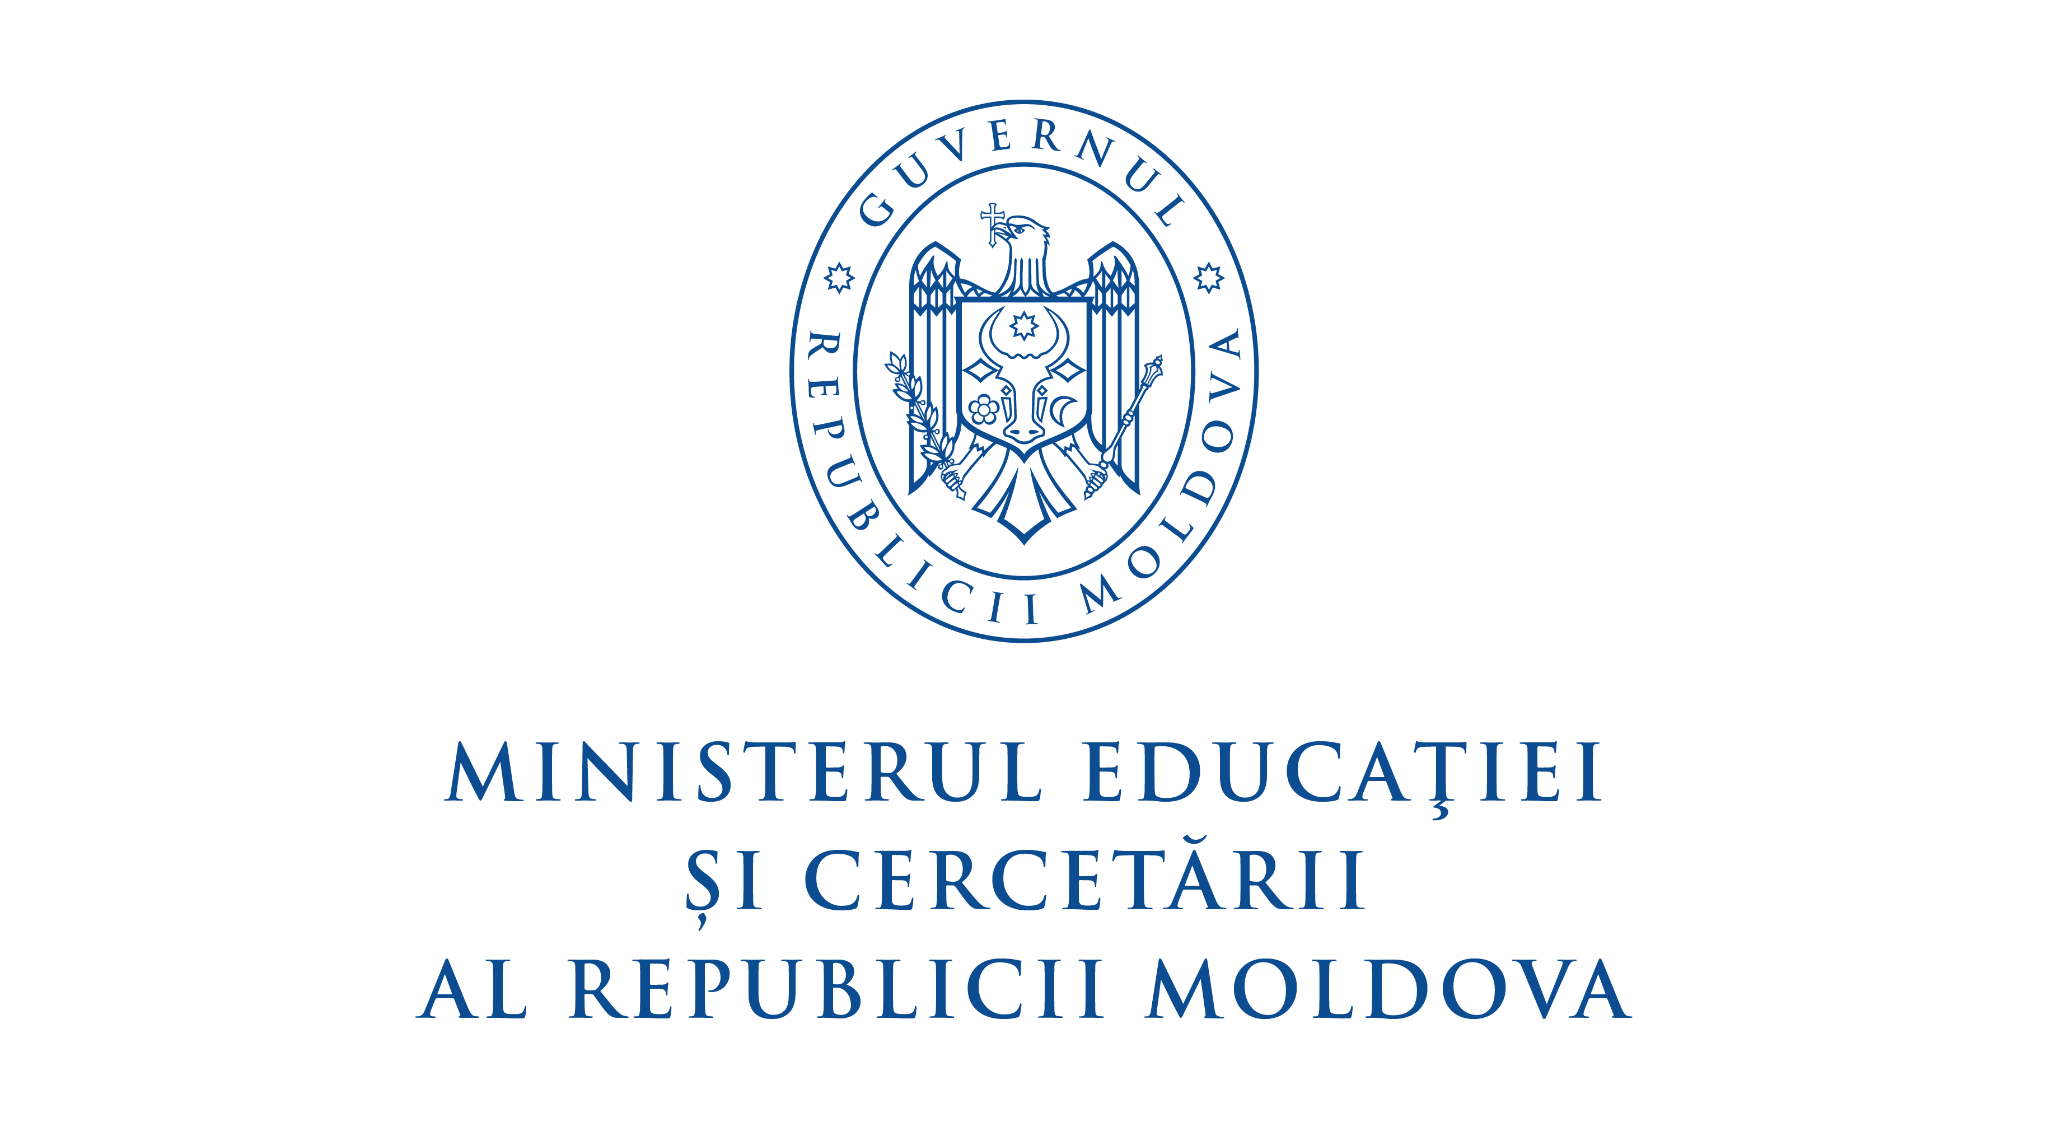 GUVERNUL
REPUBLICII MOLDOVA
MINISTERUL EDUCAŢIEI
ȘI CERCETĂRII
AL REPUBLICII MOLDOVA